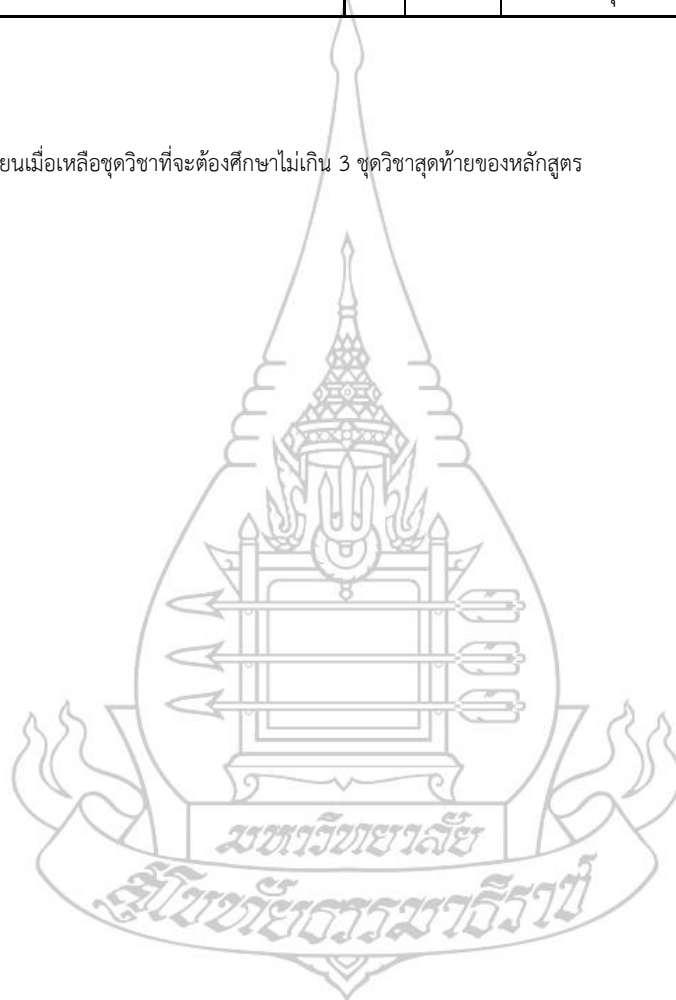 ยนเมื่อเหลือชุดวิชาที่จะต้องศึกษาไม่เกิน 3 ชุดวิชาสุดท้ายของหลักสูตร
มหาวิทยาลัย
สุโขทัยธรรมาธิราช